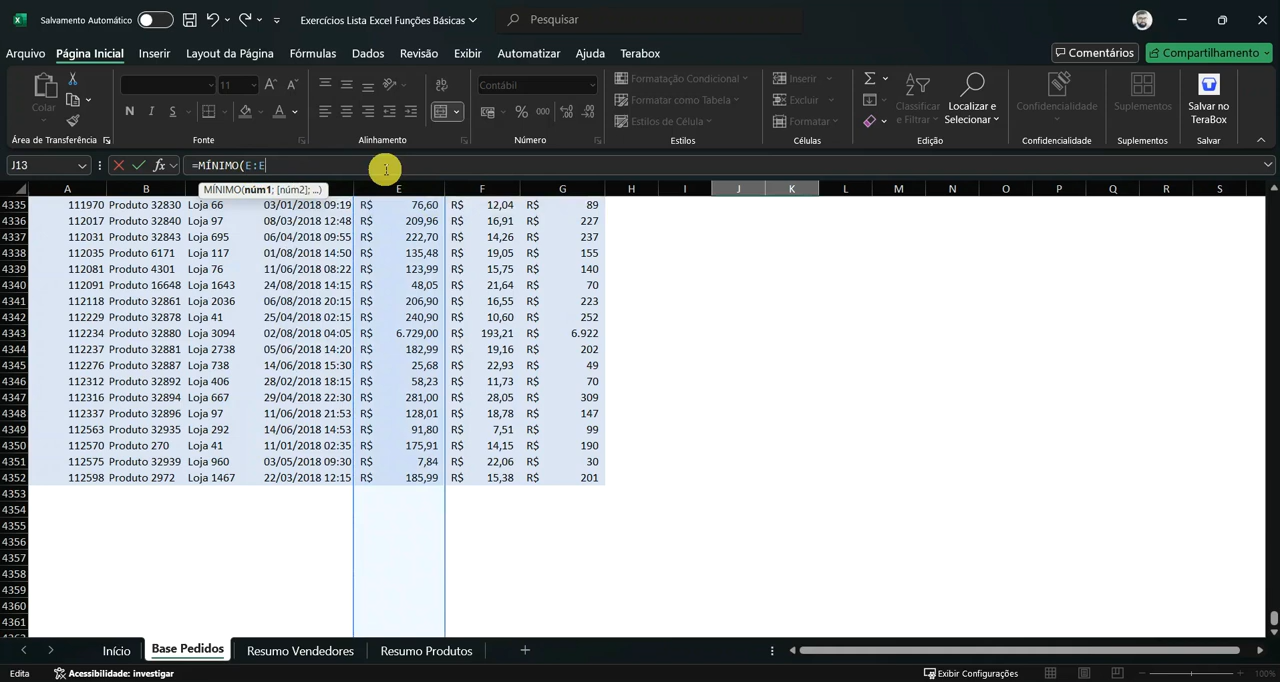 Salvamento Automático
Exercícios Lista Excel Funções Básicas
Pesquisar
Arquivo Página Inicial Inserir Layout da Página Fórmulas Dados Revisão Exibir Automatizar Ajuda Terabox
Comentários Compartilhamento
Colar
11
N I S
Contábil
% 000
Formatação Condicional
Formatar como Tabela
Estilos de Célula
Inserir
Excluir
Formatar
Classificar e Filtrar
Localizar e Selecionar
Confidencialidade
Suplementos
Salvar no TeraBox
Área de Transferência Fonte Alinhamento Número Estilos Células Edição Confidencialidade Suplementos Salvar
J13 fx =MÍNIMO(E:E
MÍNIMO(núm1; [núm2]; ...)
A B E F G H I J K L M N O P Q R S
4335 111970 Produto 32830 Loja 66 03/01/2018 09:19 R$ 76,60 R$ 12,04 R$ 89
4336 112017 Produto 32840 Loja 97 08/03/2018 12:48 R$ 209,96 R$ 16,91 R$ 227
4337 112031 Produto 32843 Loja 695 06/04/2018 09:55 R$ 222,70 R$ 14,26 R$ 237
4338 112035 Produto 6171 Loja 117 01/08/2018 14:50 R$ 135,48 R$ 19,05 R$ 155
4339 112081 Produto 4301 Loja 76 11/06/2018 08:22 R$ 123,99 R$ 15,75 R$ 140
4340 112091 Produto 16648 Loja 1643 24/08/2018 14:15 R$ 48,05 R$ 21,64 R$ 70
4341 112118 Produto 32861 Loja 2036 06/08/2018 20:15 R$ 206,90 R$ 16,55 R$ 223
4342 112229 Produto 32878 Loja 41 25/04/2018 02:15 R$ 240,90 R$ 10,60 R$ 252
4343 112234 Produto 32880 Loja 3094 02/08/2018 04:05 R$ 6.729,00 R$ 193,21 R$ 6.922
4344 112237 Produto 32881 Loja 2738 05/06/2018 14:20 R$ 182,99 R$ 19,16 R$ 202
4345 112276 Produto 32887 Loja 738 14/06/2018 15:30 R$ 25,68 R$ 22,93 R$ 49
4346 112312 Produto 32892 Loja 406 28/02/2018 18:15 R$ 58,23 R$ 11,73 R$ 70
4347 112316 Produto 32894 Loja 667 29/04/2018 22:30 R$ 281,00 R$ 28,05 R$ 309
4348 112337 Produto 32896 Loja 97 11/06/2018 21:53 R$ 128,01 R$ 18,78 R$ 147
4349 112563 Produto 32935 Loja 292 14/06/2018 14:53 R$ 91,80 R$ 7,51 R$ 99
4350 112570 Produto 270 Loja 41 11/01/2018 02:35 R$ 175,91 R$ 14,15 R$ 190
4351 112575 Produto 32939 Loja 960 03/05/2018 09:30 R$ 7,84 R$ 22,06 R$ 30
4352 112598 Produto 2972 Loja 1467 22/03/2018 12:15 R$ 185,99 R$ 15,38 R$ 201
4353
4354
4355
4356
4357
4358
4359
4360
4361
Início Base Pedidos Resumo Vendedores Resumo Produtos
Edita Acessibilidade: investigar Exibir Configurações 100%